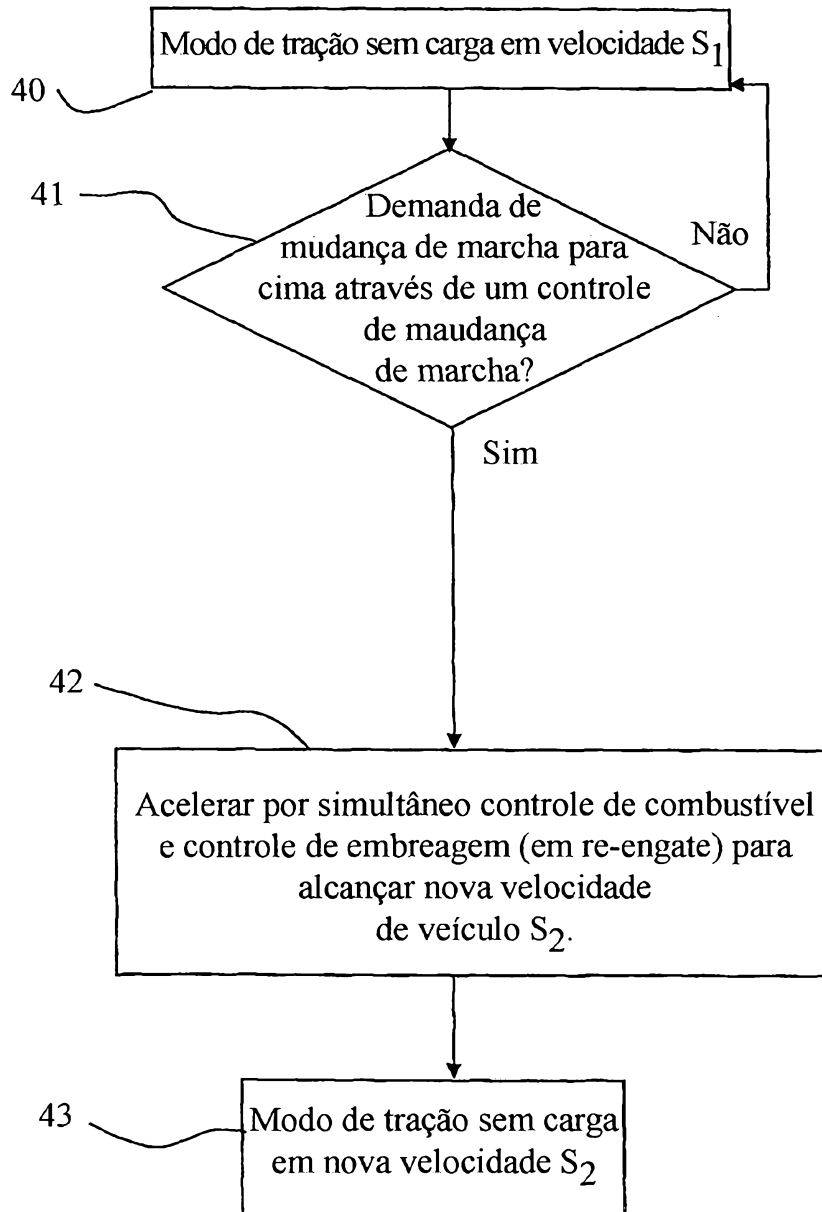 Modo de tração sem carga em velocidade S1
40
41
Demanda de
mudança de marcha para
cima através de um controle
de maudança
de marcha?
Não
Sim
42
Acelerar por simultâneo controle de combustível
e controle de embreagem (em re-engate) para
alcançar nova velocidade
de veículo S2.
43
Modo de tração sem carga
em nova velocidade S2